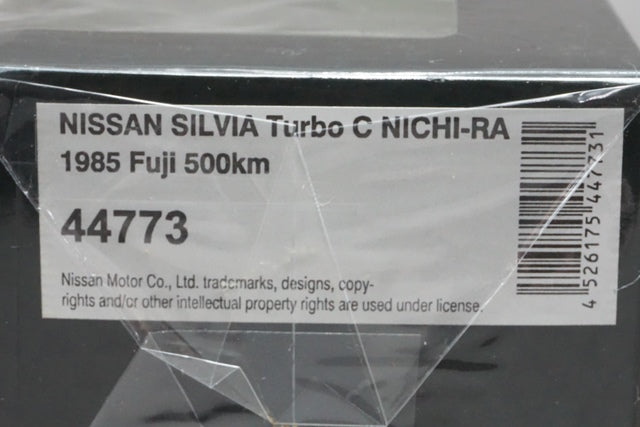 NISSAN SILVIA Turbo C NICHI-RA
1985 Fuji 500km
44773
Nissan Motor Co., Ltd. trademarks, designs, copy-
rights and/or other intellectual property rights are used under license.
4 526175 447731